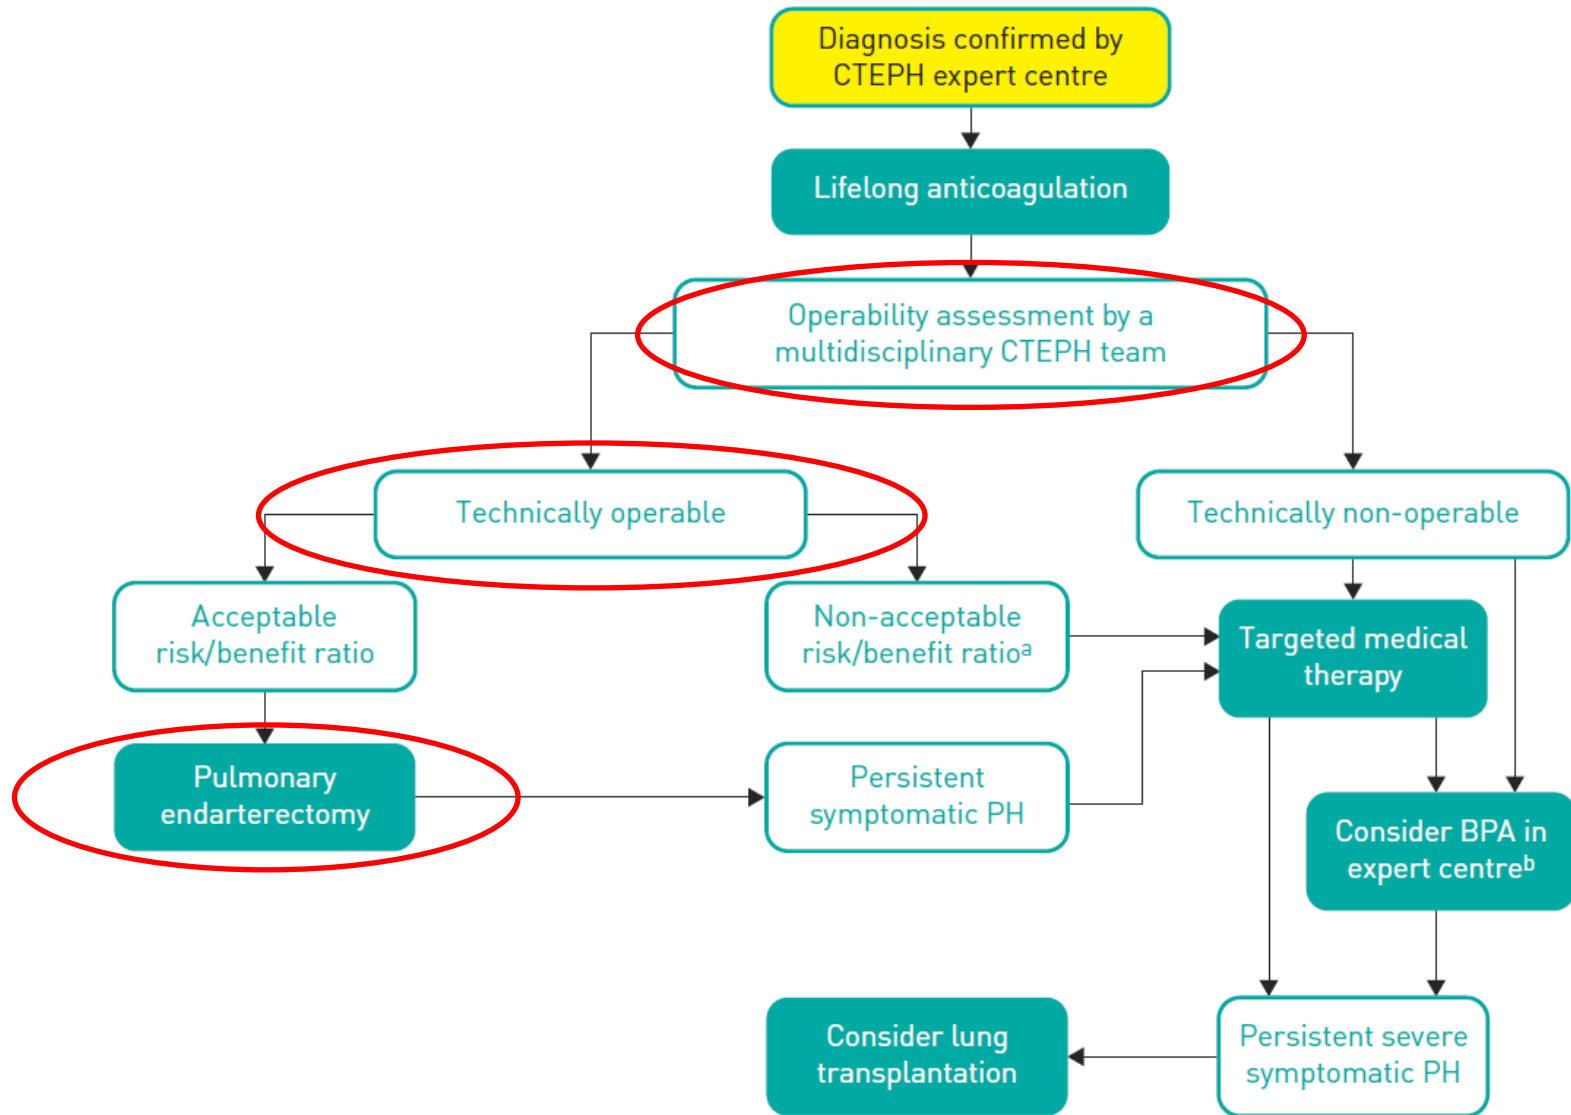 Diagnosis confirmed by
CTEPH expert centre
Lifelong anticoagulation
Operability assessment by a
multidisciplinary CTEPH team
Technically operable
Technically non-operable
Acceptable
risk/benefit ratio
Non-acceptable
risk/benefit ratioᵃ
Targeted medical
therapy
Pulmonary
endarterectomy
Persistent
symptomatic PH
Consider BPA in
expert centreᵇ
Consider lung
transplantation
Persistent severe
symptomatic PH